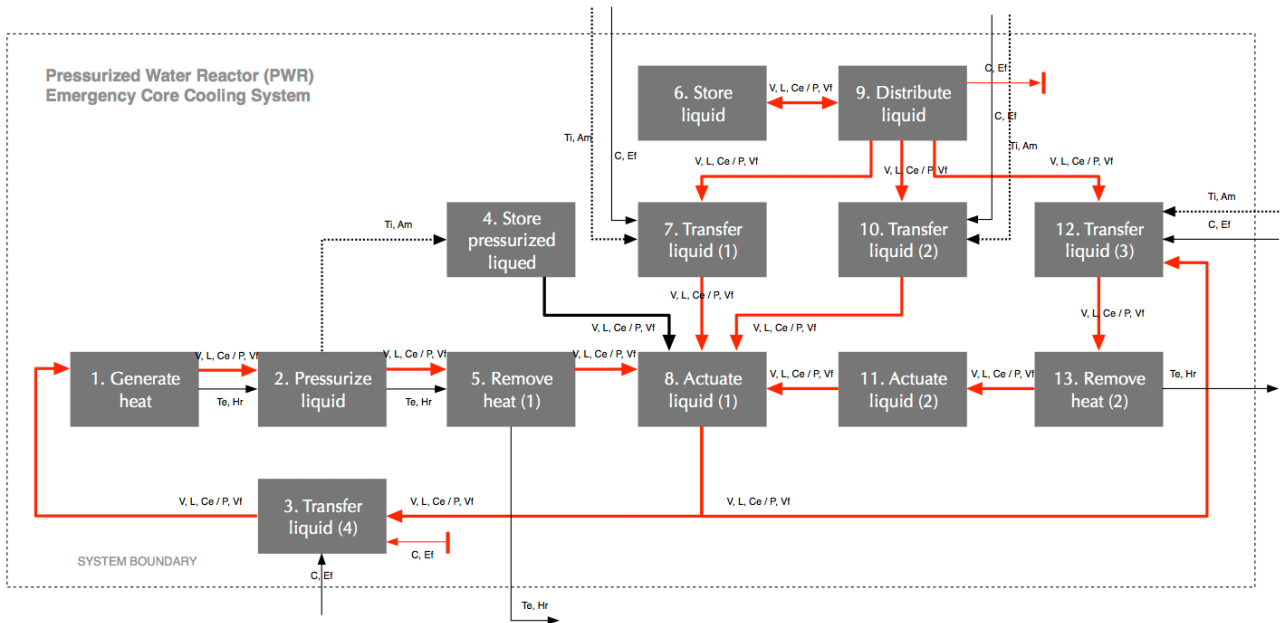 Pressurized Water Reactor (PWR)
Emergency Core Cooling System
C, Ef
6. Store
liquid
V, L, Ce / P, Vf
9. Distribute
liquid
C, Ef
Ti, Am
Ti, Am
C, Ef
V, L, Ce / P, Vf
V, L, Ce / P, Vf
V, L, Ce / P, Vf
Ti, Am
4. Store
pressurized
liqued
7. Transfer
liquid (1)
10. Transfer
liquid (2)
12. Transfer
liquid (3)
Ti, Am
C, Ef
V, L, Ce / P, Vf
V, L, Ce / P, Vf
V, L, Ce / P, Vf
V, L, Ce / P, Vf
V, L, Ce / P, Vf
V, L, Ce / P, Vf
V, L, Ce / P, Vf
1. Generate
heat
Te, Hr
2. Pressurize
liquid
Te, Hr
5. Remove
heat (1)
8. Actuate
liquid (1)
V, L, Ce / P, Vf
11. Actuate
liquid (2)
V, L, Ce / P, Vf
13. Remove
heat (2)
Te, Hr
V, L, Ce / P, Vf
3. Transfer
liquid (4)
V, L, Ce / P, Vf
V, L, Ce / P, Vf
C, Ef
SYSTEM BOUNDARY
C, Ef
Te, Hr